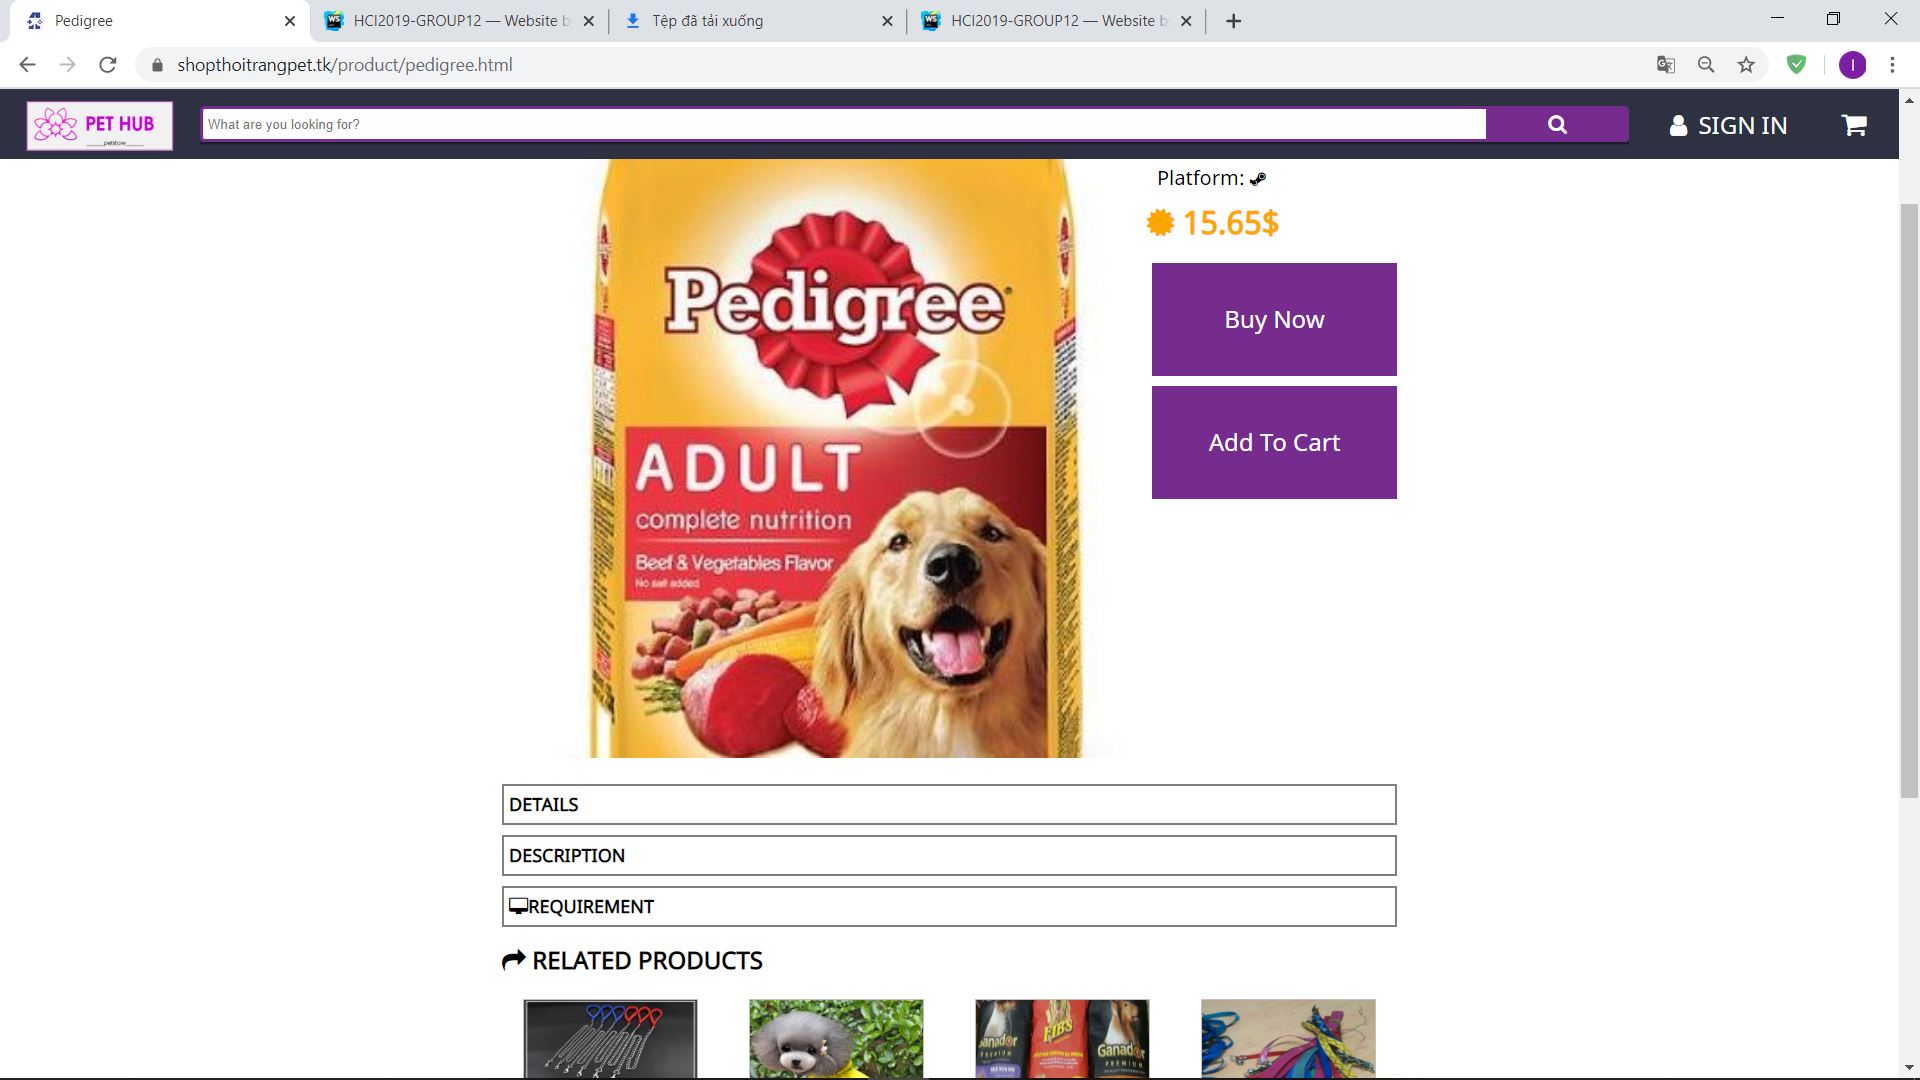 Pedigree
HCI2019-GROUP12 — Website b
Tệp đã tải xuống
HCI2019-GROUP12 — Website b
shopthoitrangpet.tk/product/pedigree.html
I
PET HUB
petstore
What are you looking for?
SIGN IN
Platform:
15.65$
Buy Now
Add To Cart
Pedigree
ADULT
complete nutrition
Beef & Vegetables Flavor
No salt added
DETAILS
DESCRIPTION
REQUIREMENT
RELATED PRODUCTS
Ganador
PREMIUM
FIB'S
Ganador
PREMIUM